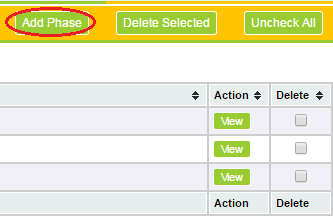 Add Phase Delete Selected Uncheck All
Action Delete
View
View
View
Action Delete